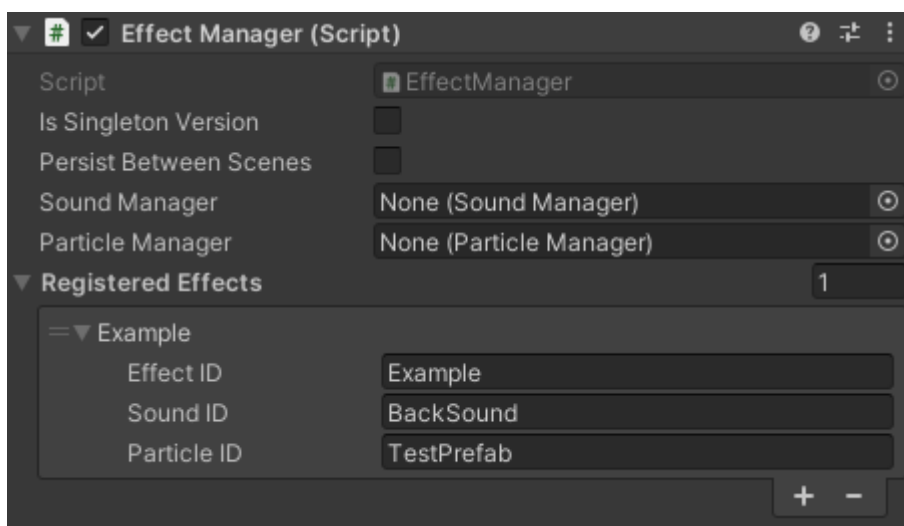 Effect Manager (Script)
Script EffectManager
Is Singleton Version
Persist Between Scenes
Sound Manager None (Sound Manager)
Particle Manager None (Particle Manager)
Registered Effects 1
Example
Effect ID Example
Sound ID BackSound
Particle ID TestPrefab